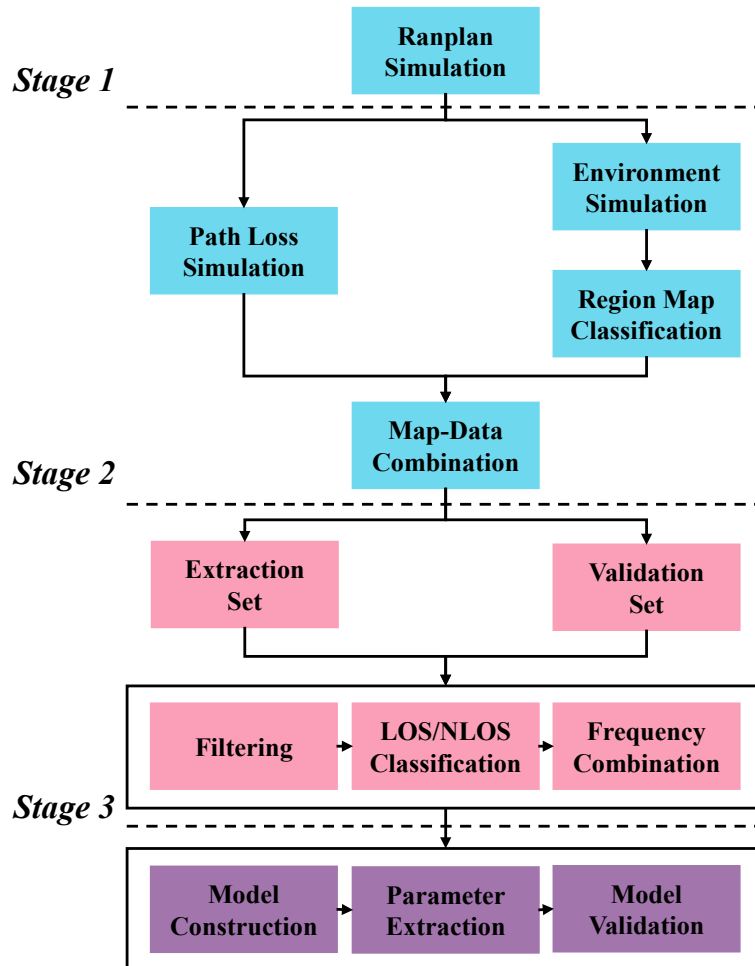 Ranplan
Simulation
Stage 1
Environment
Simulation
Path Loss
Simulation
Region Map
Classification
Map-Data
Combination
Stage 2
Extraction
Set
Validation
Set
Filtering
LOS/NLOS
Classification
Frequency
Combination
Stage 3
Model
Construction
Parameter
Extraction
Model
Validation